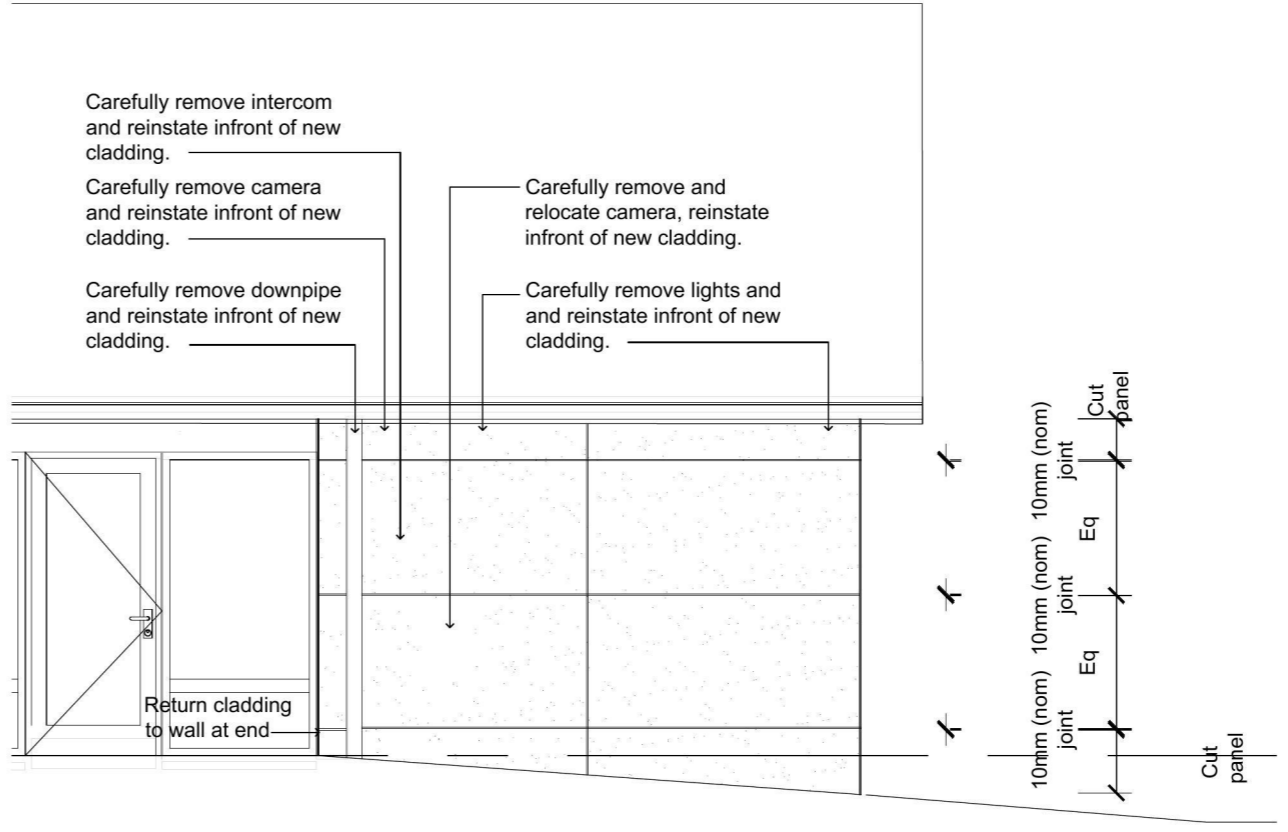 Carefully remove intercom
and reinstate infront of new
cladding.
Carefully remove camera
and reinstate infront of new
cladding.
Carefully remove downpipe
and reinstate infront of new
cladding.
Carefully remove and
relocate camera, reinstate
infront of new cladding.
Carefully remove lights and
and reinstate infront of new
cladding.
Return cladding
to wall at end
Cut
panel
10mm (nom)
joint
Eq
10mm (nom)
joint
Eq
10mm (nom)
joint
Cut
panel